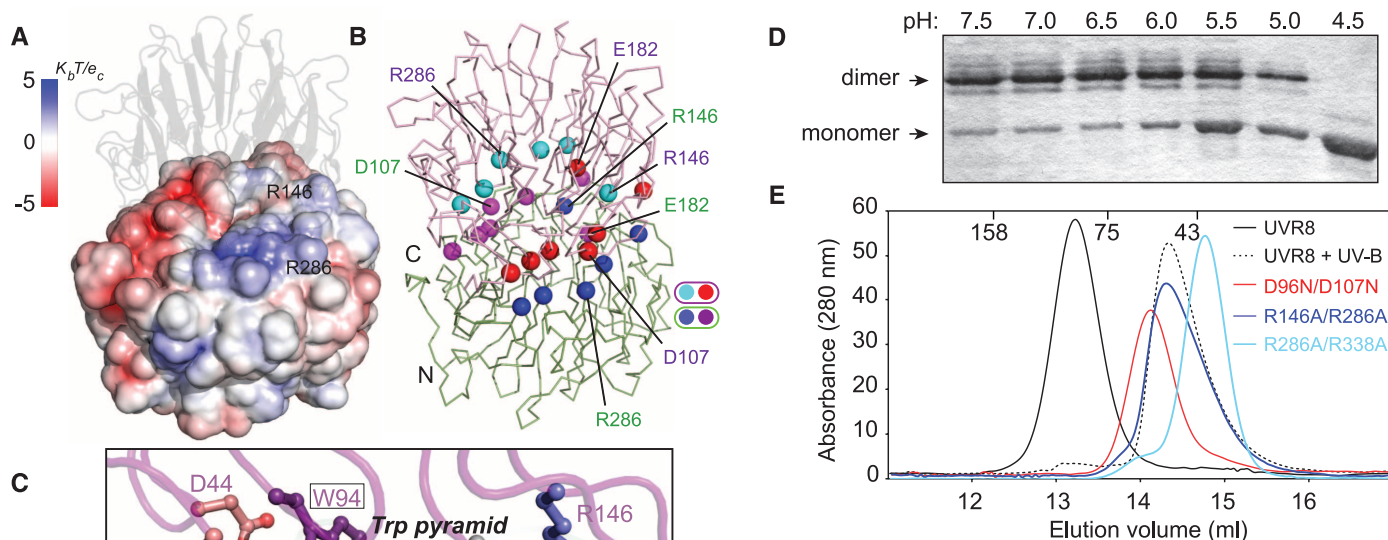 A
K_bT/e_c
5
0
-5
R146
R286
B
E182
R286
R146
D107
R146
E182
C
D107
N
R286
C
D44
W94
Trp pyramid
R146
D
pH: 7.5 7.0 6.5 6.0 5.5 5.0 4.5
dimer
monomer
E
Absorbance (280 nm)
60
50
40
30
20
10
0
158 75 43
UVR8
UVR8 + UV-B
D96N/D107N
R146A/R286A
R286A/R338A
12 13 14 15 16
Elution volume (ml)